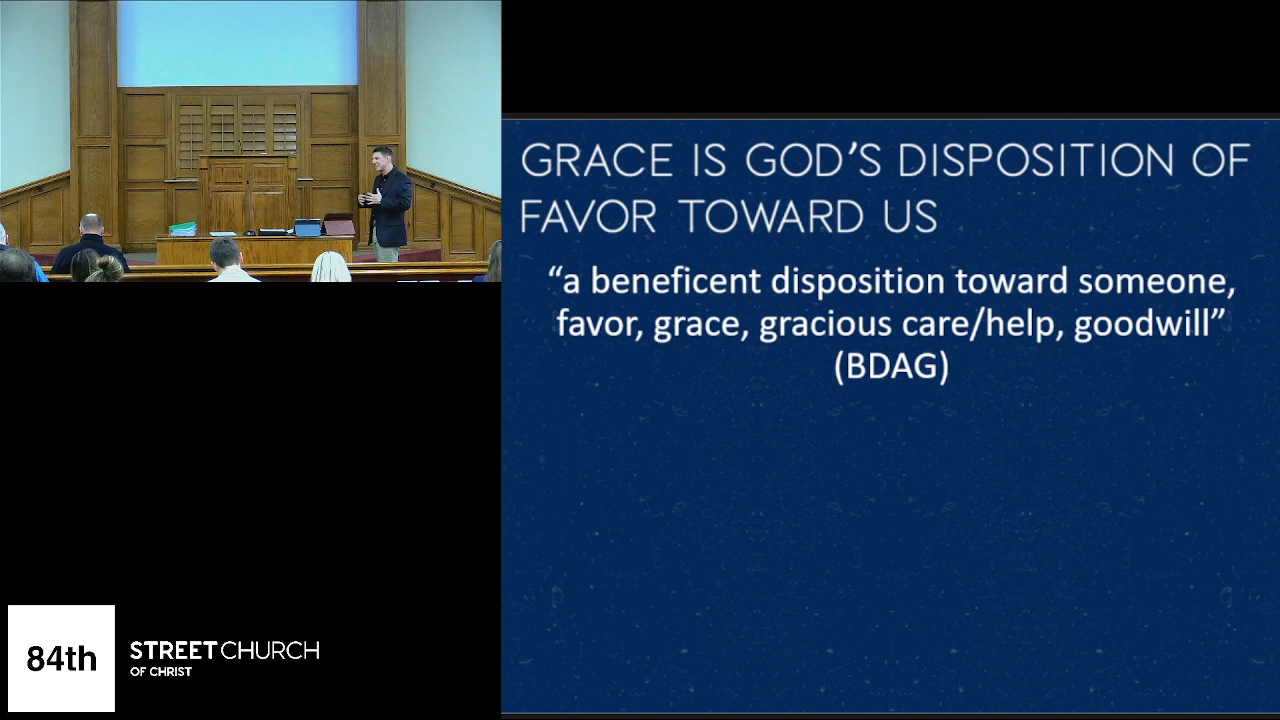 GRACE IS GOD'S DISPOSITION OF
FAVOR TOWARD US
“a beneficent disposition toward someone,
favor, grace, gracious care/help, goodwill”
(BDAG)
84th
STREET CHURCH
OF CHRIST